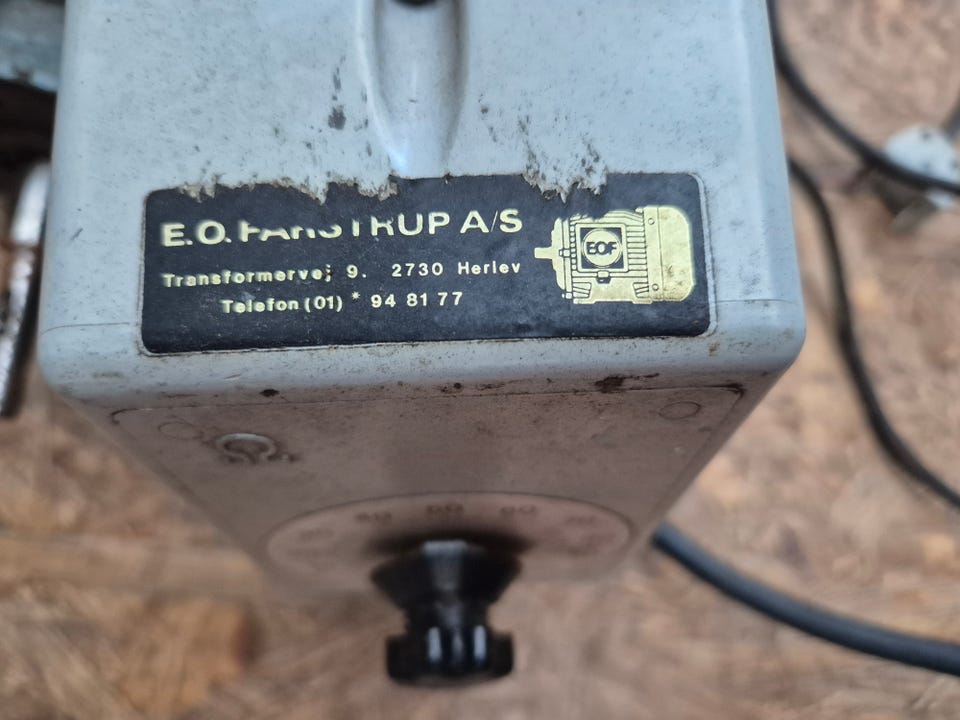 E.O. FARSTRUP A/S
Transformervej 9. 2730 Herlev
Telefon (01) * 94 81 77
EOF